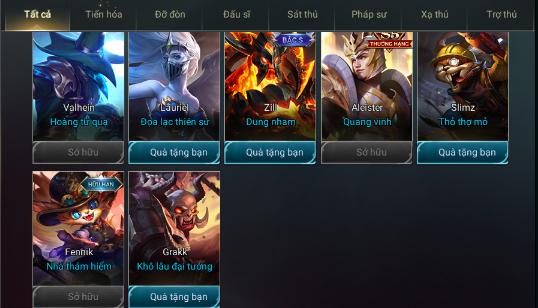 Tất cả Tiến hóa Đỡ đòn Đấu sĩ Sát thủ Pháp sư Xạ thủ Trợ thủ
BẬC S S5
THƯỞNG HẠNG
Valhein Lauriel Zill Aleister Slimz
Hoàng tử quạ Đọa lạc thiên sứ Dung nham Quang vinh Thỏ thợ mỏ
Sở hữu Quà tặng bạn Quà tặng bạn Sở hữu Quà tặng bạn
HỮU HẠN
Fennik Grakk
Nhà thám hiểm Khô lâu đại tướng
Sở hữu Quà tặng bạn